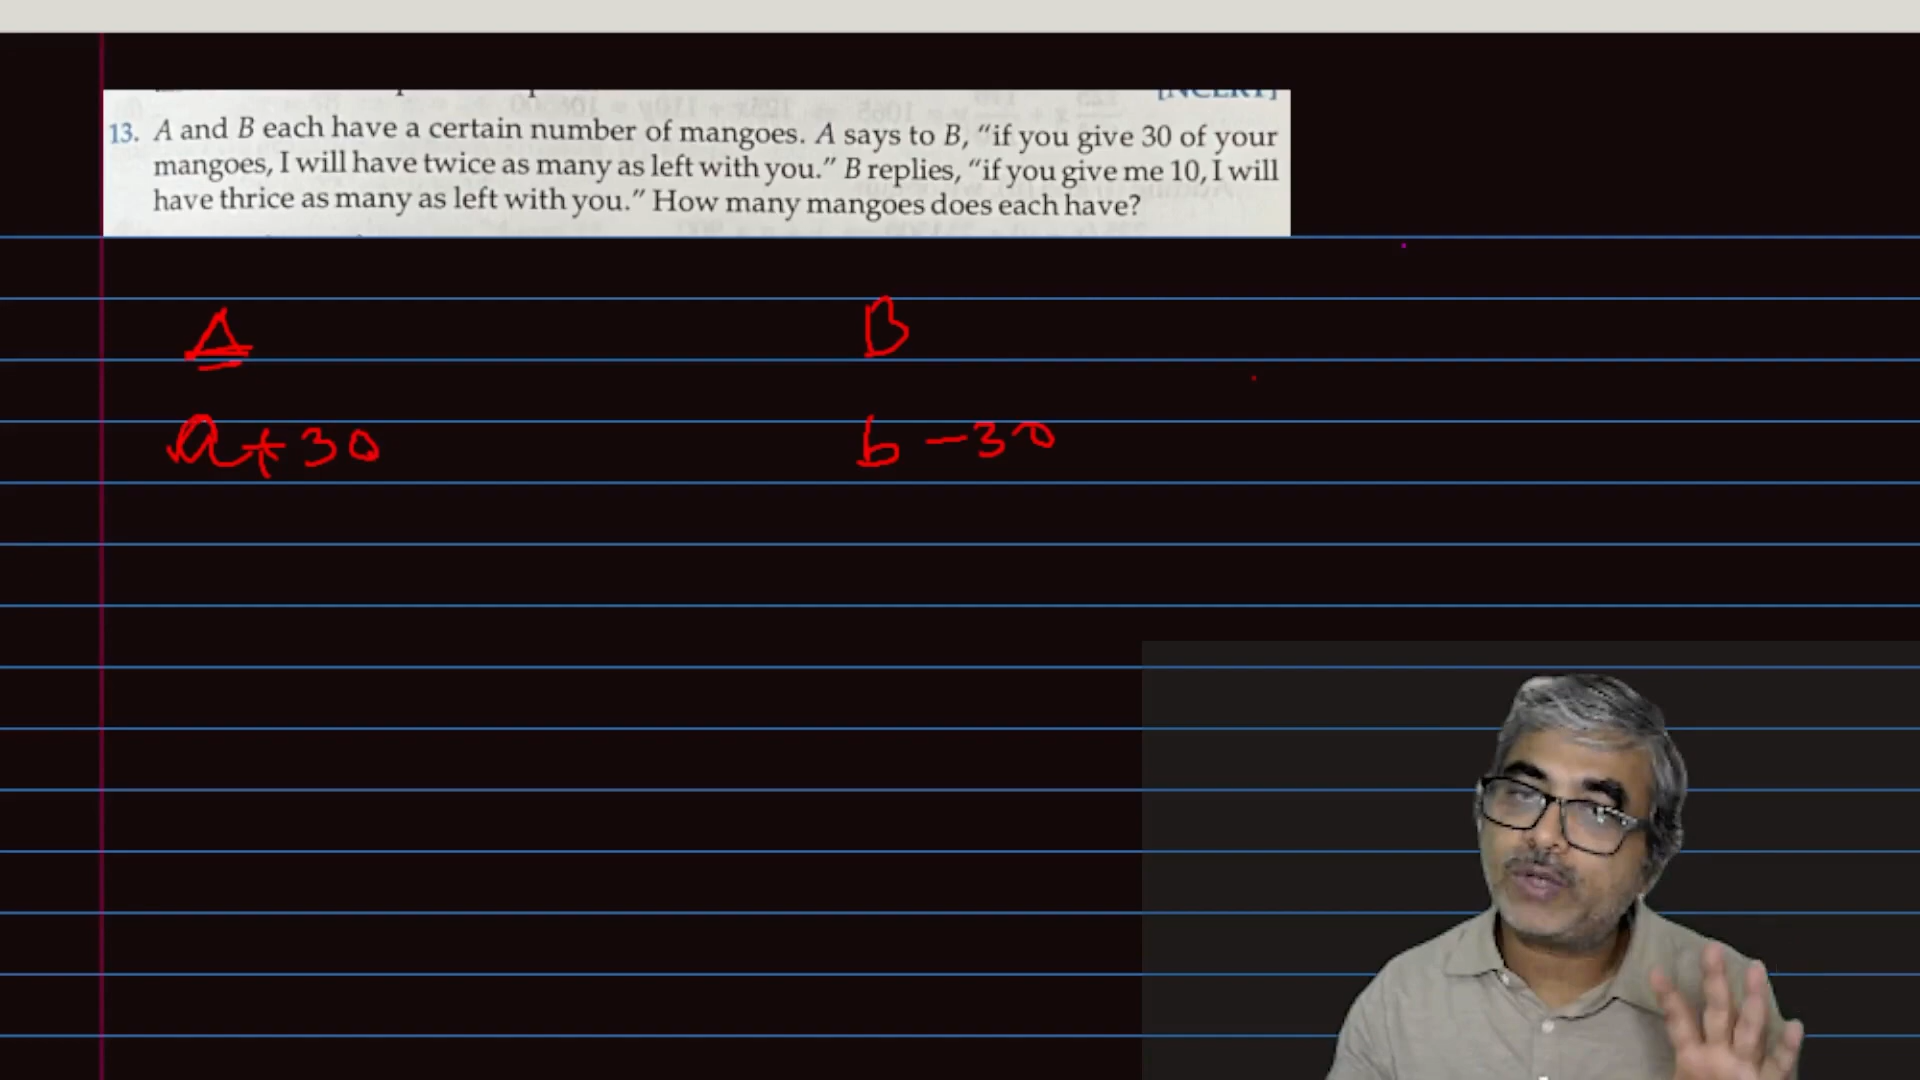 [NCERT]
13. A and B each have a certain number of mangoes. A says to B, “if you give 30 of your
mangoes, I will have twice as many as left with you.” B replies, “if you give me 10, I will
have thrice as many as left with you.” How many mangoes does each have?
A B
a+30 b-30